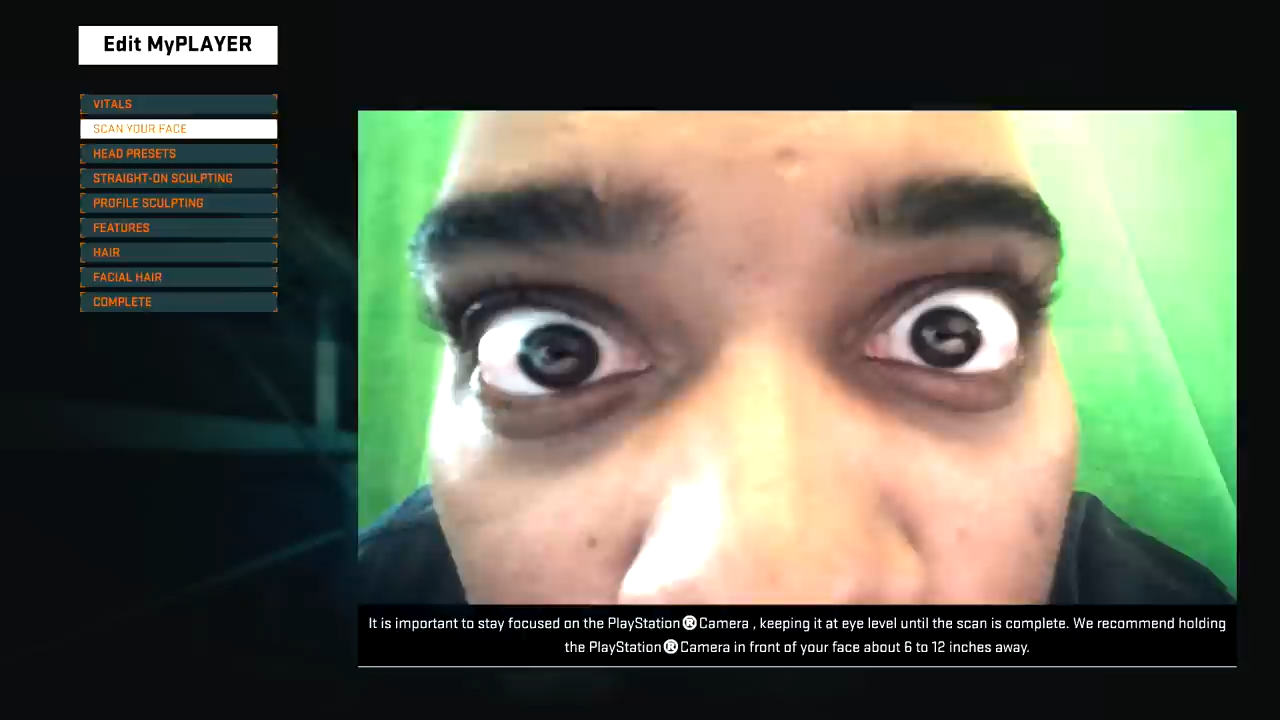 Edit MyPLAYER
VITALS
SCAN YOUR FACE
HEAD PRESETS
STRAIGHT-ON SCULPTING
PROFILE SCULPTING
FEATURES
HAIR
FACIAL HAIR
COMPLETE
It is important to stay focused on the PlayStation®Camera , keeping it at eye level until the scan is complete. We recommend holding
the PlayStation®Camera in front of your face about 6 to 12 inches away.